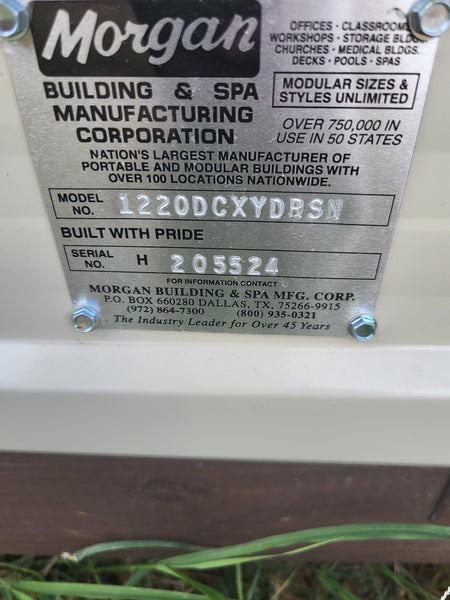 Morgan
OFFICES · CLASSROOMS
WORKSHOPS · STORAGE BLDGS.
CHURCHES · MEDICAL BLDGS.
DECKS · POOLS · SPAS
BUILDING & SPA
MANUFACTURING
CORPORATION
MODULAR SIZES &
STYLES UNLIMITED
OVER 750,000 IN
USE IN 50 STATES
NATION'S LARGEST MANUFACTURER OF
PORTABLE AND MODULAR BUILDINGS WITH
OVER 100 LOCATIONS NATIONWIDE.
MODEL NO. 1220DCXYDRSN
BUILT WITH PRIDE
SERIAL NO. H 205524
FOR INFORMATION CONTACT
MORGAN BUILDING & SPA MFG. CORP.
P.O. BOX 660280 DALLAS, TX, 75266-9915
(972) 864-7300 (800) 935-0321
The Industry Leader for Over 45 Years